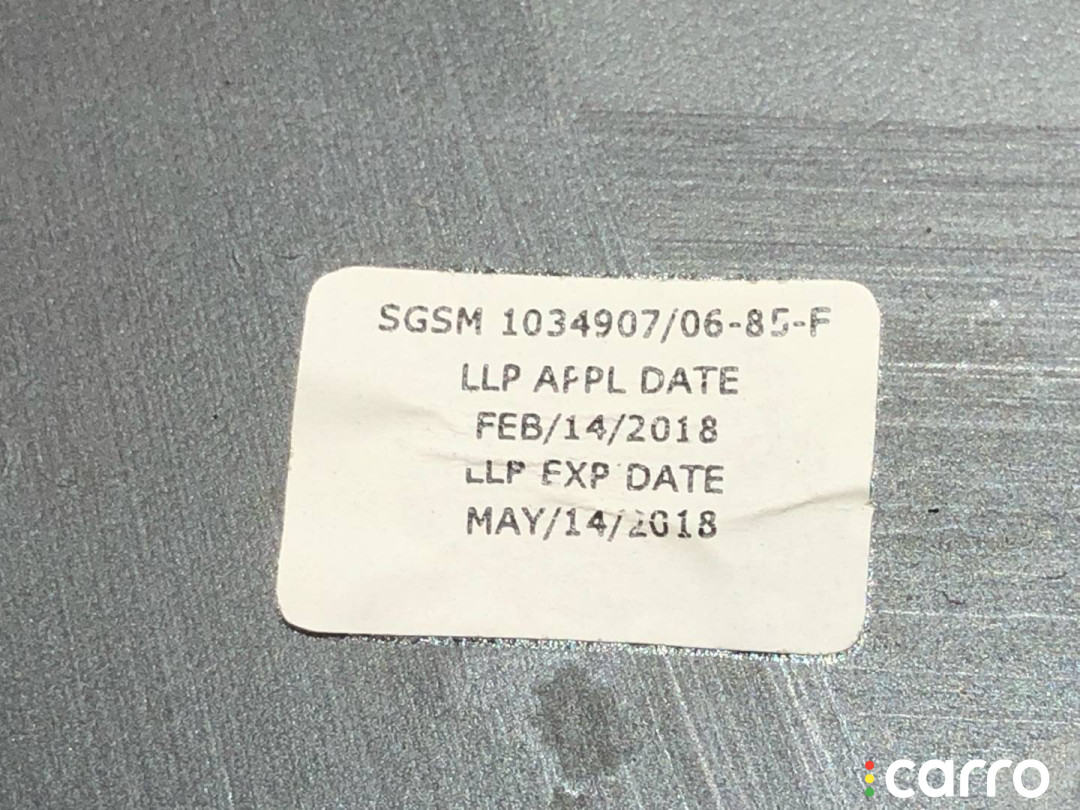 SGSM 1034907/06-85-F
LLP APPL DATE
FEB/14/2018
LLP EXP DATE
MAY/14/2018
carro